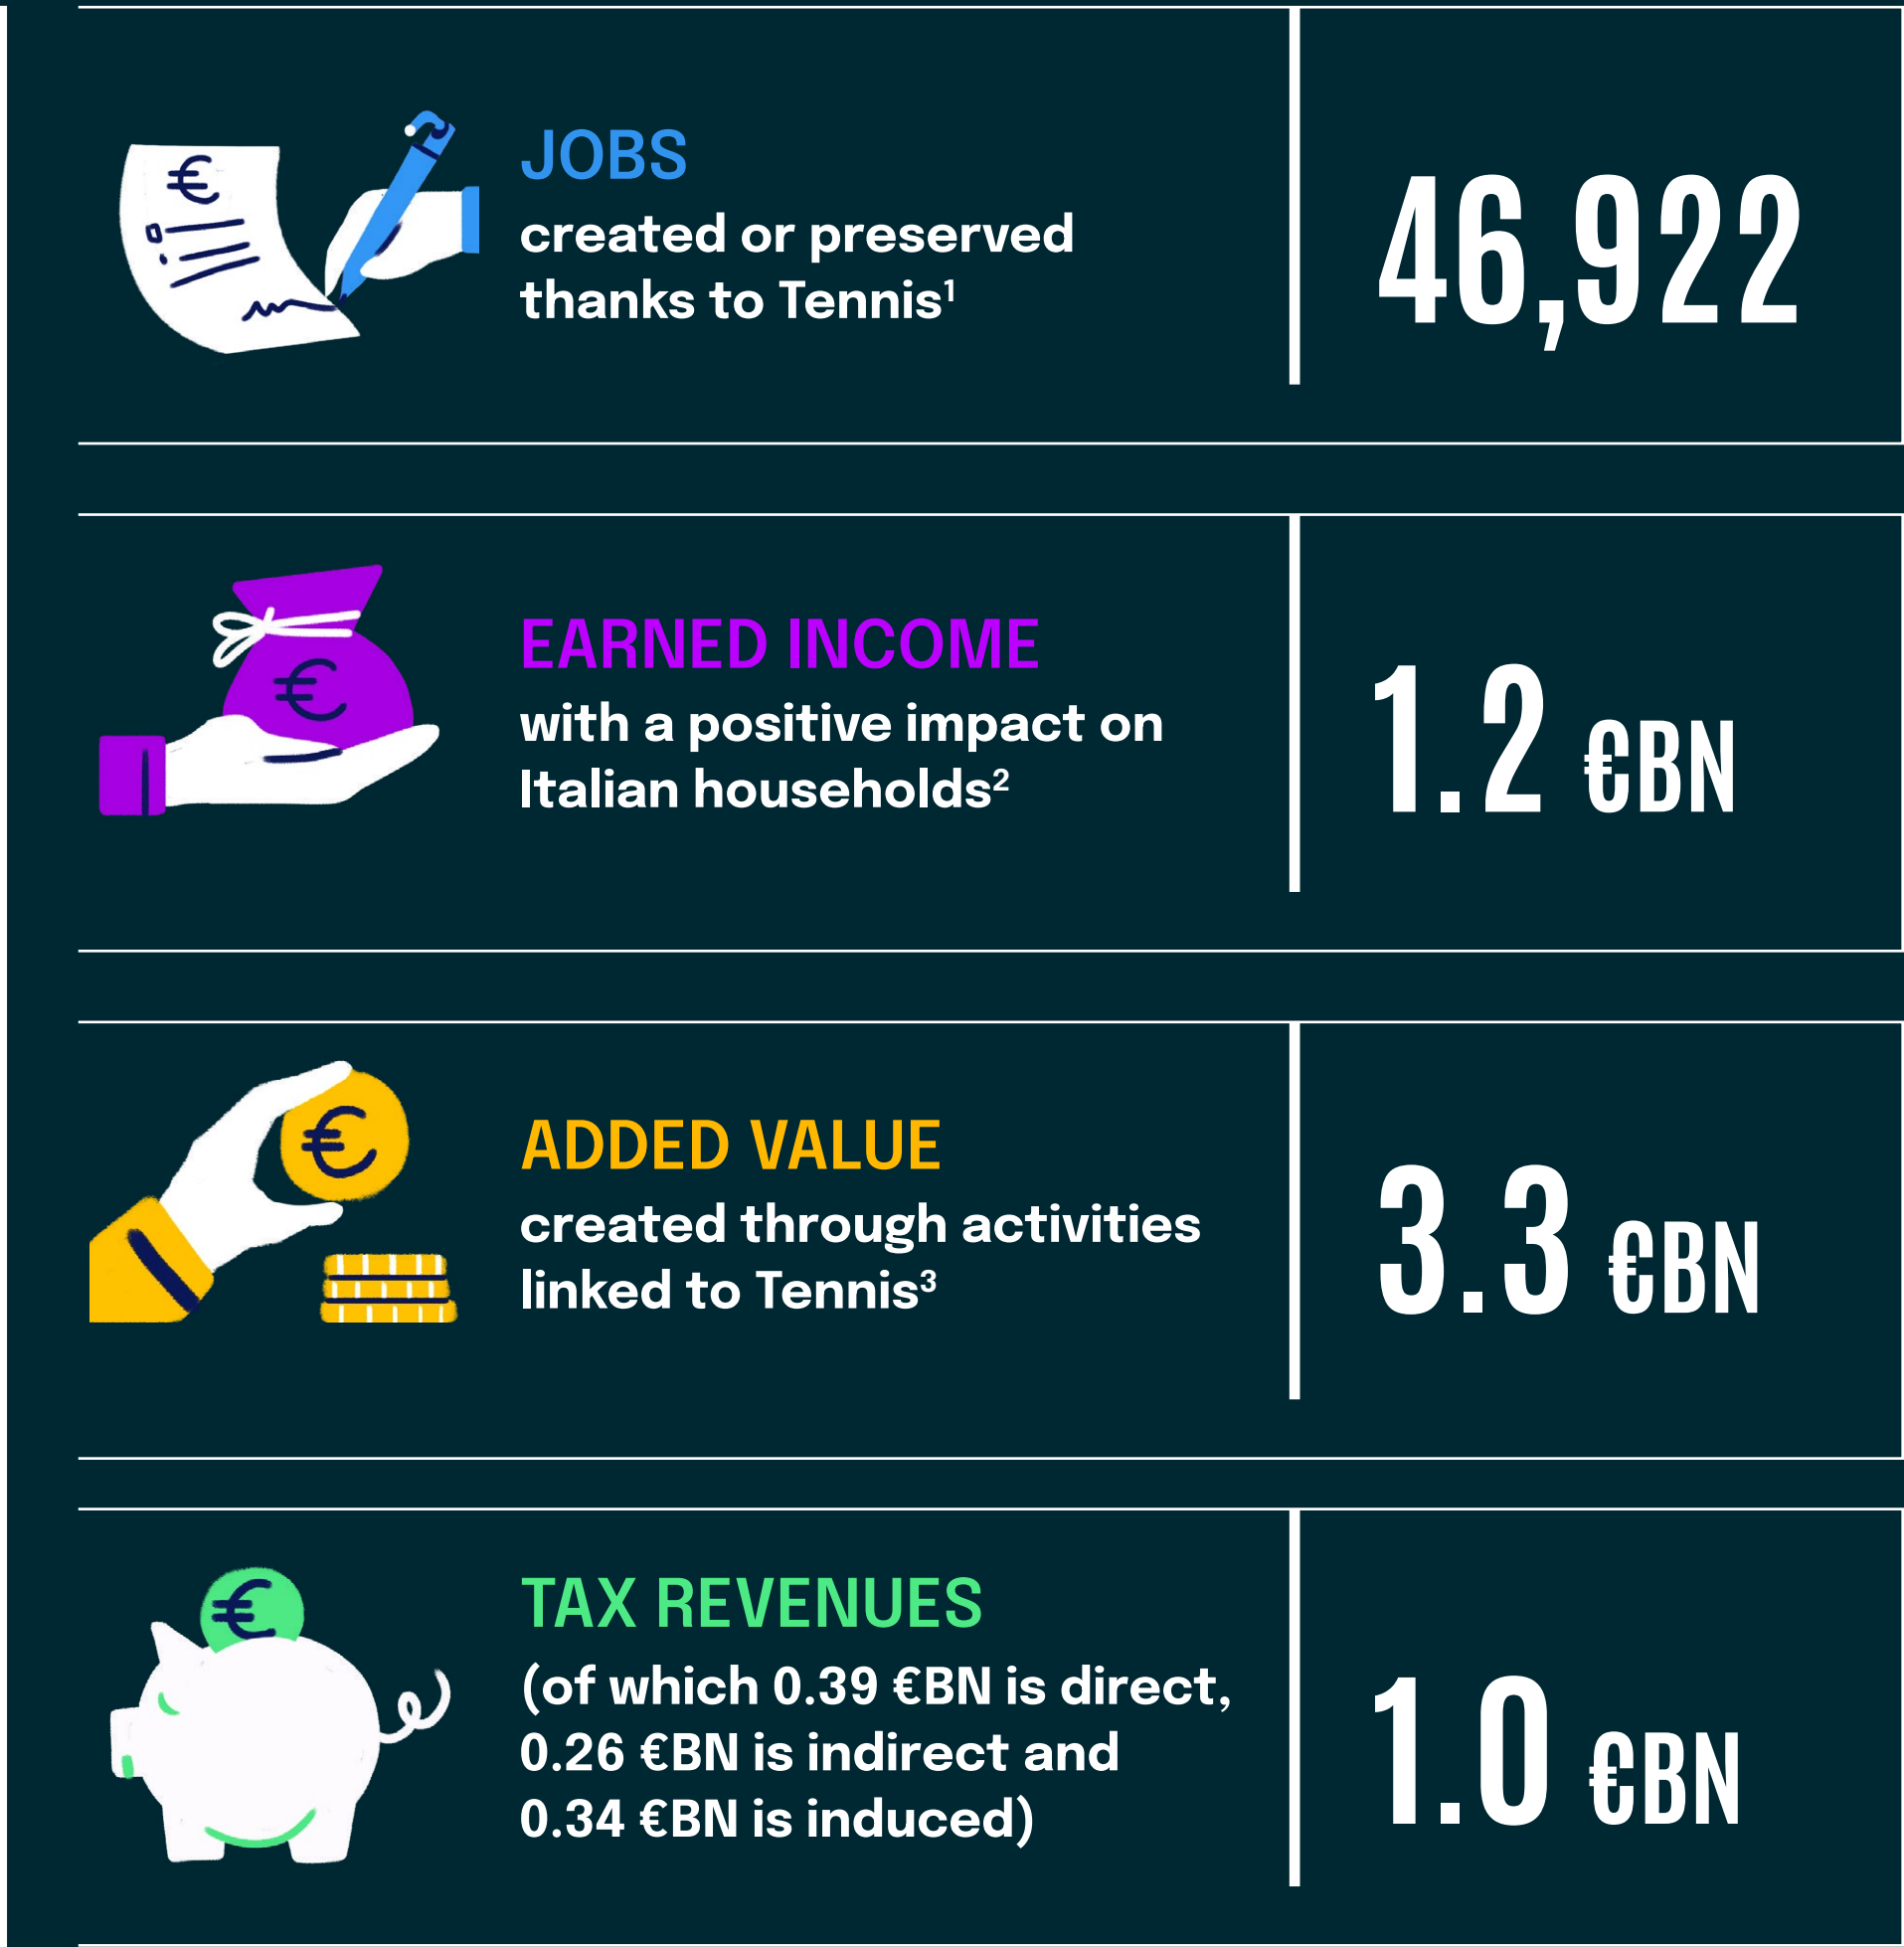 JOBS
created or preserved
thanks to Tennis¹
46,922
EARNED INCOME
with a positive impact on
Italian households²
1.2 €BN
ADDED VALUE
created through activities
linked to Tennis³
3.3 €BN
TAX REVENUES
(of which 0.39 €BN is direct,
0.26 €BN is indirect and
0.34 €BN is induced)
1.0 €BN
€
€
€
€